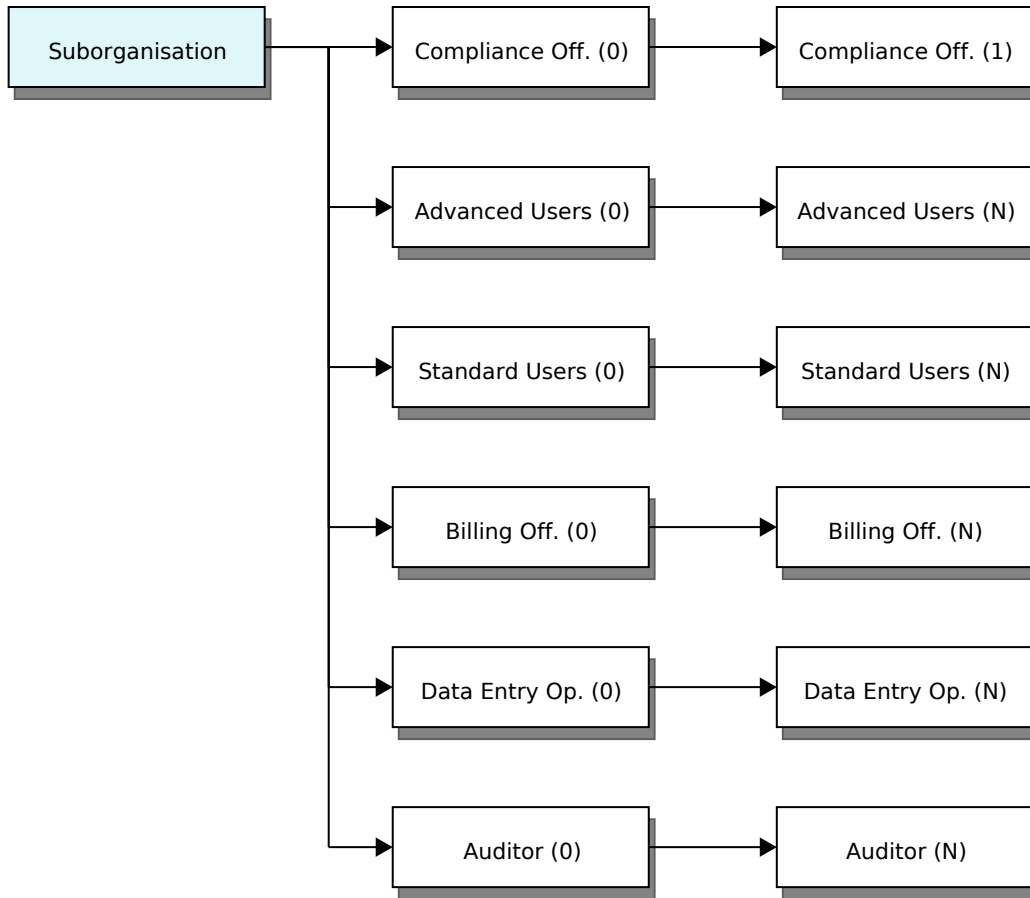 Suborganisation
Compliance Off. (0)
Compliance Off. (1)
Advanced Users (0)
Advanced Users (N)
Standard Users (0)
Standard Users (N)
Billing Off. (0)
Billing Off. (N)
Data Entry Op. (0)
Data Entry Op. (N)
Auditor (0)
Auditor (N)